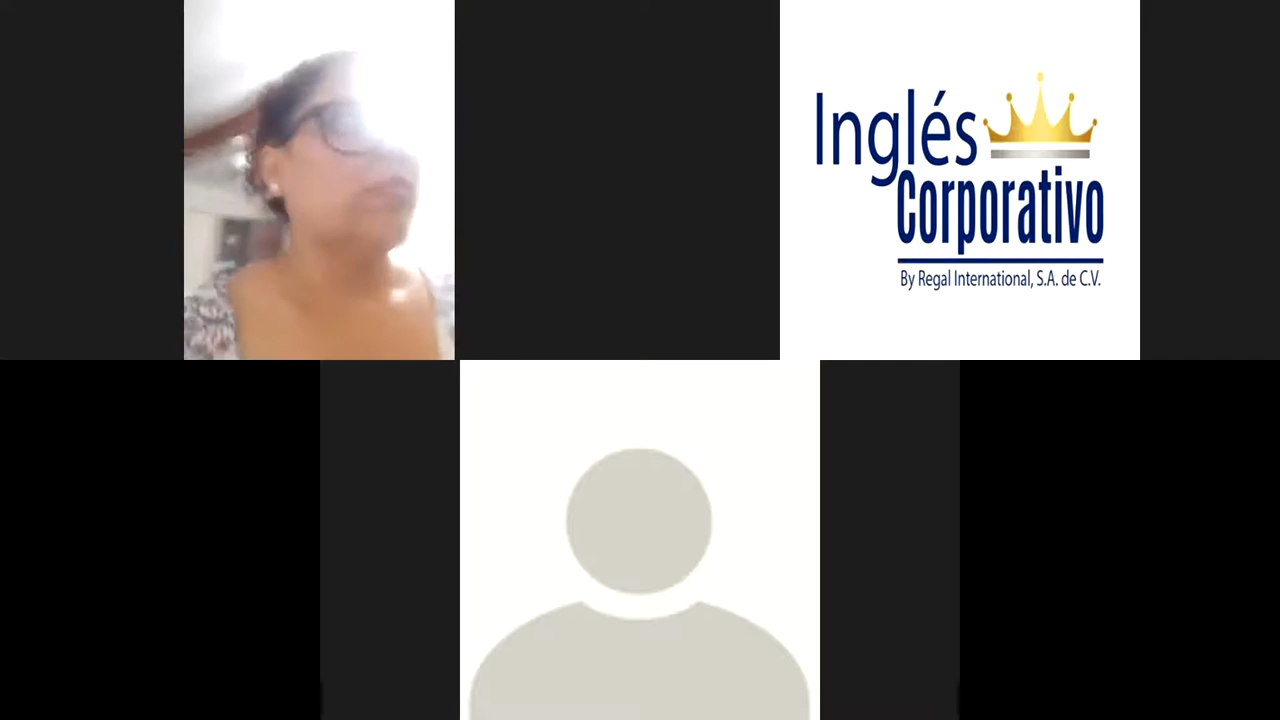 Inglés
Corporativo
By Regal International, S.A. de C.V.